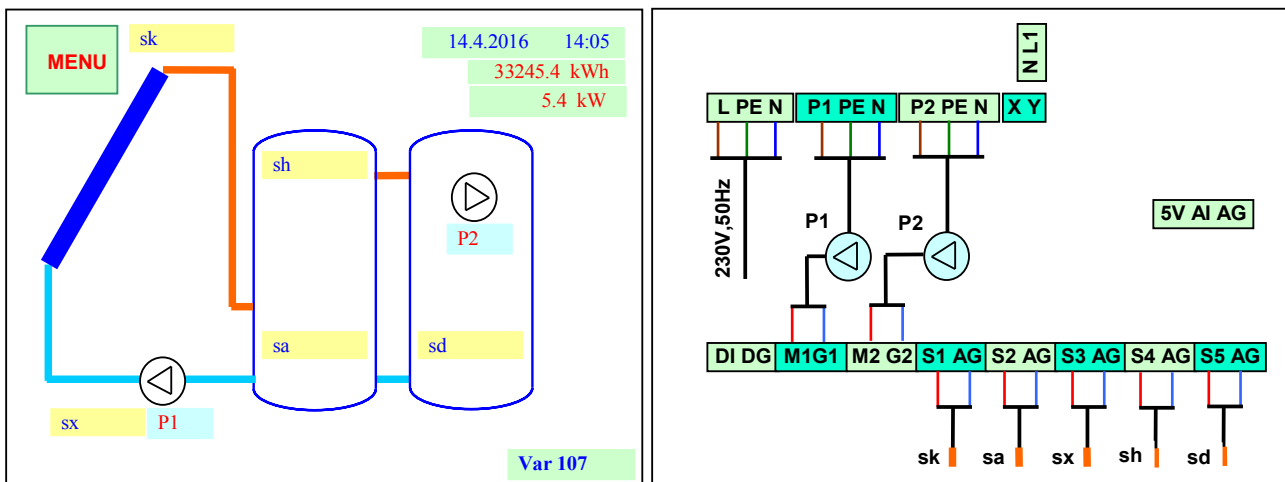 sk
MENU
14.4.2016 14:05
33245.4 kWh
5.4 kW
sh
P2
sa
sd
sx
P1
Var 107
N L1
L PE N
P1 PE N
P2 PE N
X Y
230V,50Hz
P1
P2
5V AI AG
DI DG
M1G1
M2 G2
S1 AG
S2 AG
S3 AG
S4 AG
S5 AG
sk
sa
sx
sh
sd